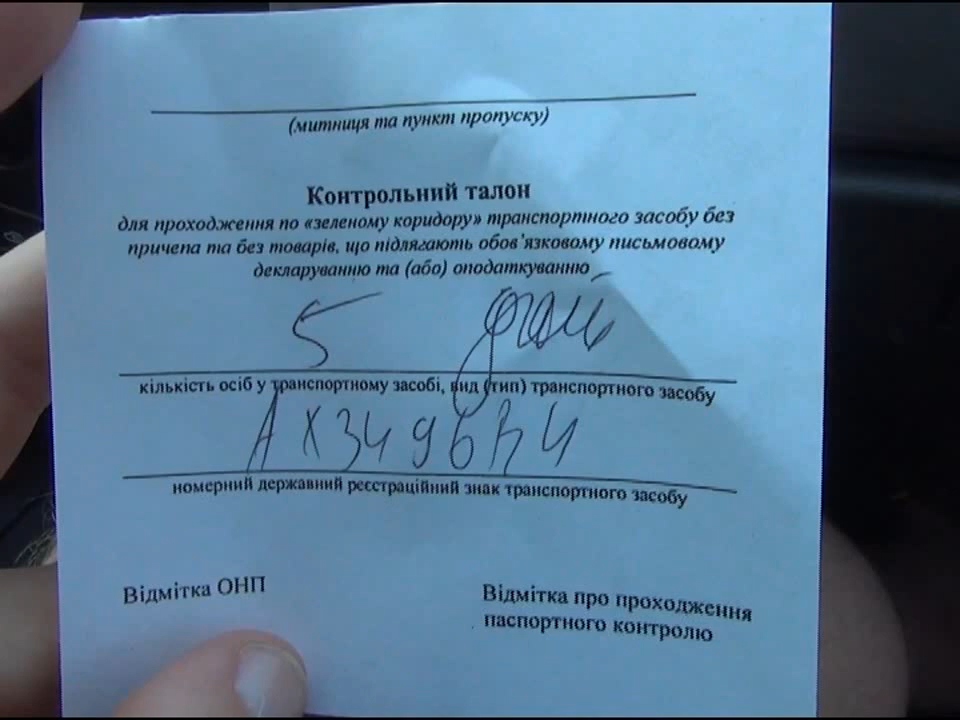 (митниця та пункт пропуску)
Контрольний талон
для проходження по «зеленому коридору» транспортного засобу без
причепа та без товарів, що підлягають обов'язковому письмовому
декларуванню та (або) оподаткуванню
5
кількість осіб у транспортному засобі, вид (тип) транспортного засобу
номерний державний реєстраційний знак транспортного засобу
Відмітка ОНП
Відмітка про проходження
паспортного контролю